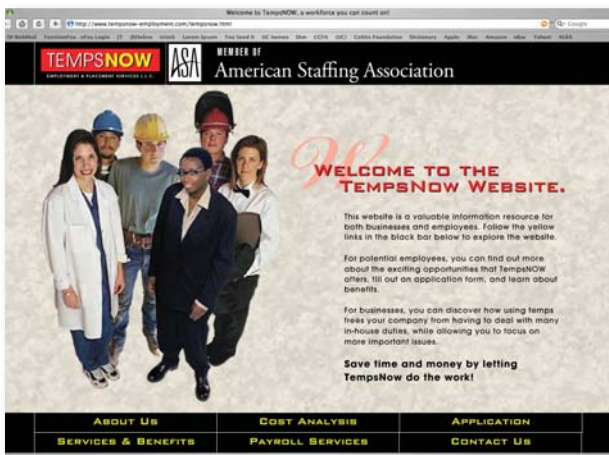 Welcome to TempsNOW, a workforce you can count on!
http://www.tempsnow-employment.com/tempsnow.html
Google
TEMPSNOW
EMPLOYMENT & PLACEMENT SERVICES L.L.C.
ASA
MEMBER OF
American Staffing Association
W
WELCOME TO THE
TEMPSNOW WEBSITE.
This website is a valuable information resource for
both businesses and employees. Follow the yellow
links in the black bar below to explore the website.
For potential employees, you can find out more
about the exciting opportunities that TempsNOW
offers, fill out an application form, and learn about
benefits.
For businesses, you can discover how using temps
frees your company from having to deal with many
in-house duties, while allowing you to focus on
more important issues.
Save time and money by letting
TempsNow do the work!
ABOUT US
COST ANALYSIS
APPLICATION
SERVICES & BENEFITS
PAYROLL SERVICES
CONTACT US